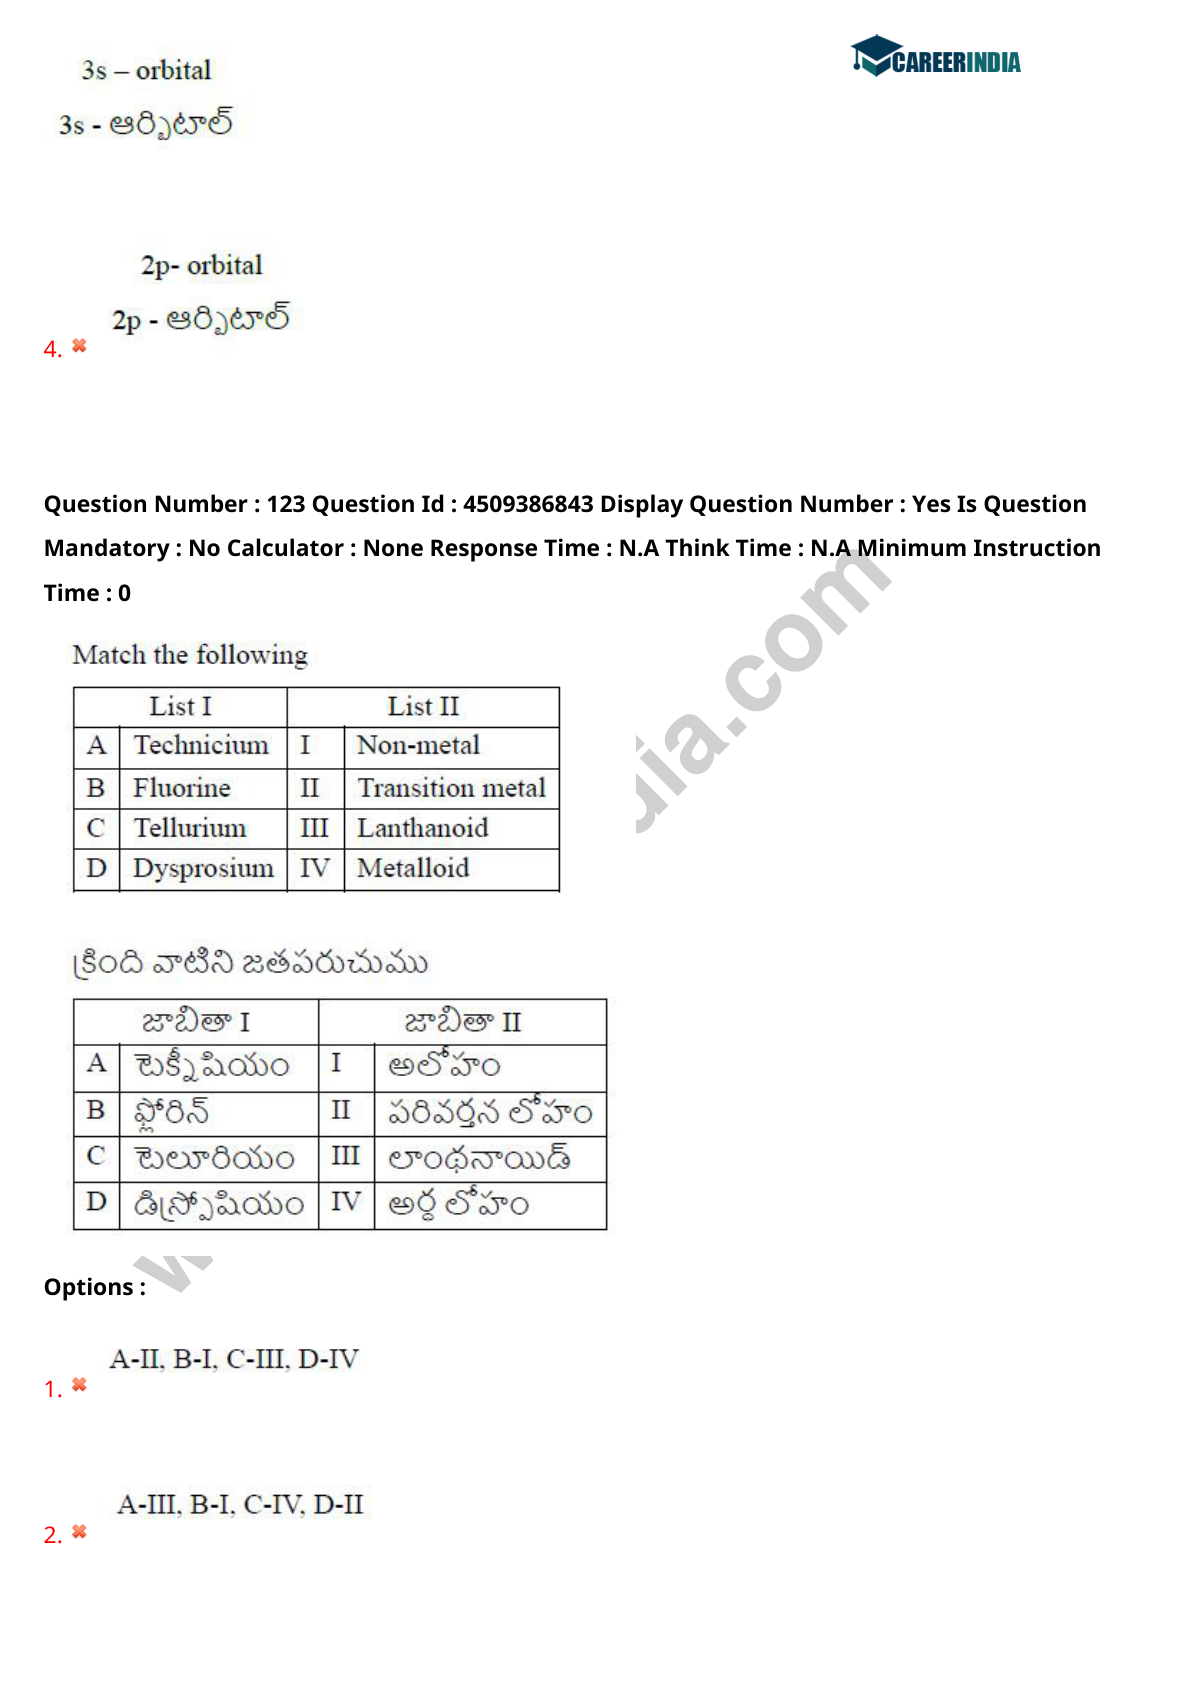 CAREERINDIA
3s – orbital
3s - ఆర్బిటాల్
2p- orbital
2p - ఆర్బిటాల్
4.
Question Number : 123 Question Id : 4509386843 Display Question Number : Yes Is Question
Mandatory : No Calculator : None Response Time : N.A Think Time : N.A Minimum Instruction
Time : 0
Match the following
List I List II
A Technicium I Non-metal
B Fluorine II Transition metal
C Tellurium III Lanthanoid
D Dysprosium IV Metalloid
క్రింది వాటిని జతపరుచుము
జాబితా I జాబితా II
A టెక్నీషియం I అలోహం
B ఫ్లోరిన్ II పరివర్తన లోహం
C టెలూరియం III లాంథనాయిడ్
D డిస్ప్రోషియం IV అర్ధ లోహం
Options :
A-II, B-I, C-III, D-IV
1.
A-III, B-I, C-IV, D-II
2.